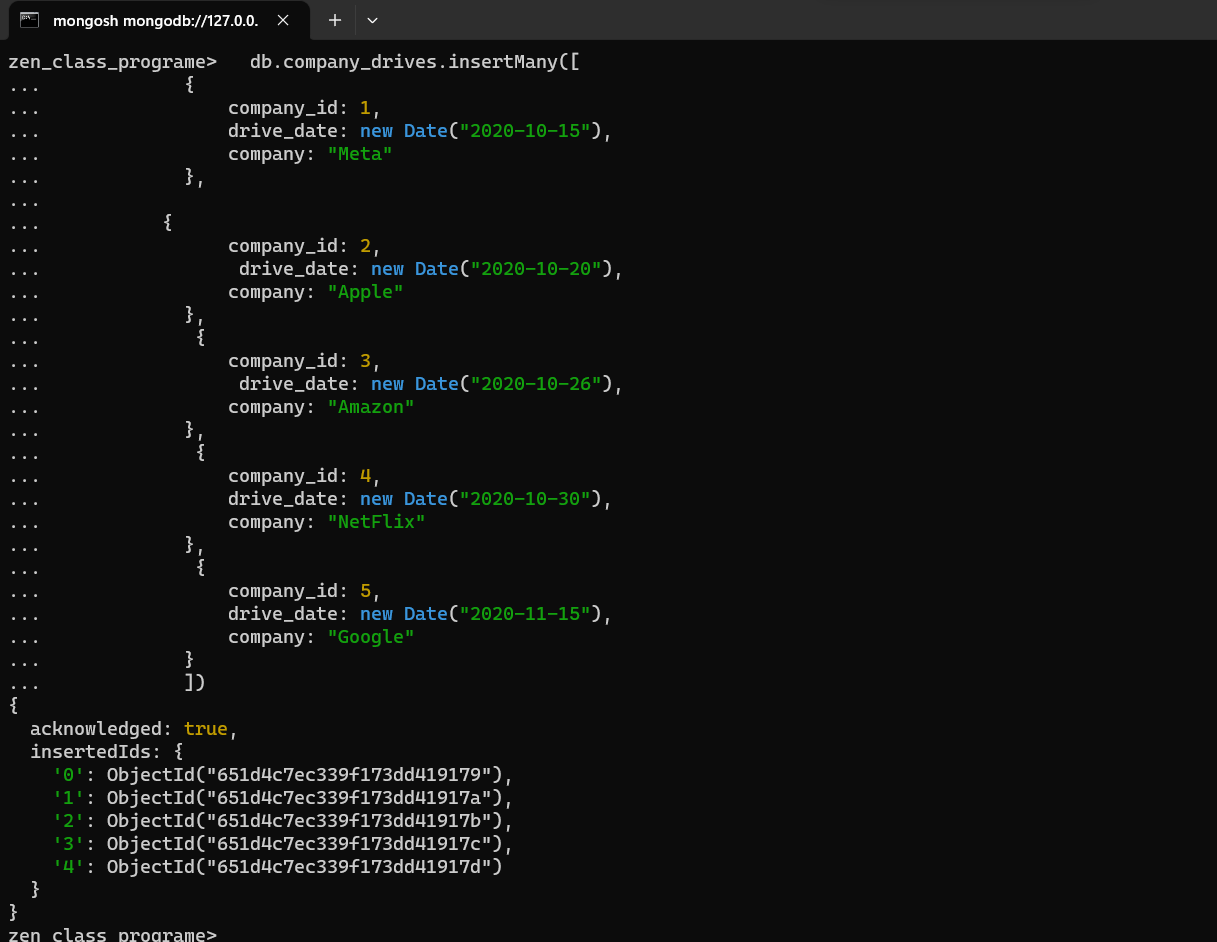 mongosh mongodb://127.0.0.
zen_class_programe>   db.company_drives.insertMany([
...             {
...                 company_id: 1,
...                 drive_date: new Date("2020-10-15"),
...                 company: "Meta"
...             },
...
...           {
...                 company_id: 2,
...                  drive_date: new Date("2020-10-20"),
...                 company: "Apple"
...             },
...              {
...                 company_id: 3,
...                  drive_date: new Date("2020-10-26"),
...                 company: "Amazon"
...             },
...              {
...                 company_id: 4,
...                 drive_date: new Date("2020-10-30"),
...                 company: "NetFlix"
...             },
...              {
...                 company_id: 5,
...                 drive_date: new Date("2020-11-15"),
...                 company: "Google"
...             }
...             ])
{
  acknowledged: true,
  insertedIds: {
    '0': ObjectId("651d4c7ec339f173dd419179"),
    '1': ObjectId("651d4c7ec339f173dd41917a"),
    '2': ObjectId("651d4c7ec339f173dd41917b"),
    '3': ObjectId("651d4c7ec339f173dd41917c"),
    '4': ObjectId("651d4c7ec339f173dd41917d")
  }
}
zen_class_programe>